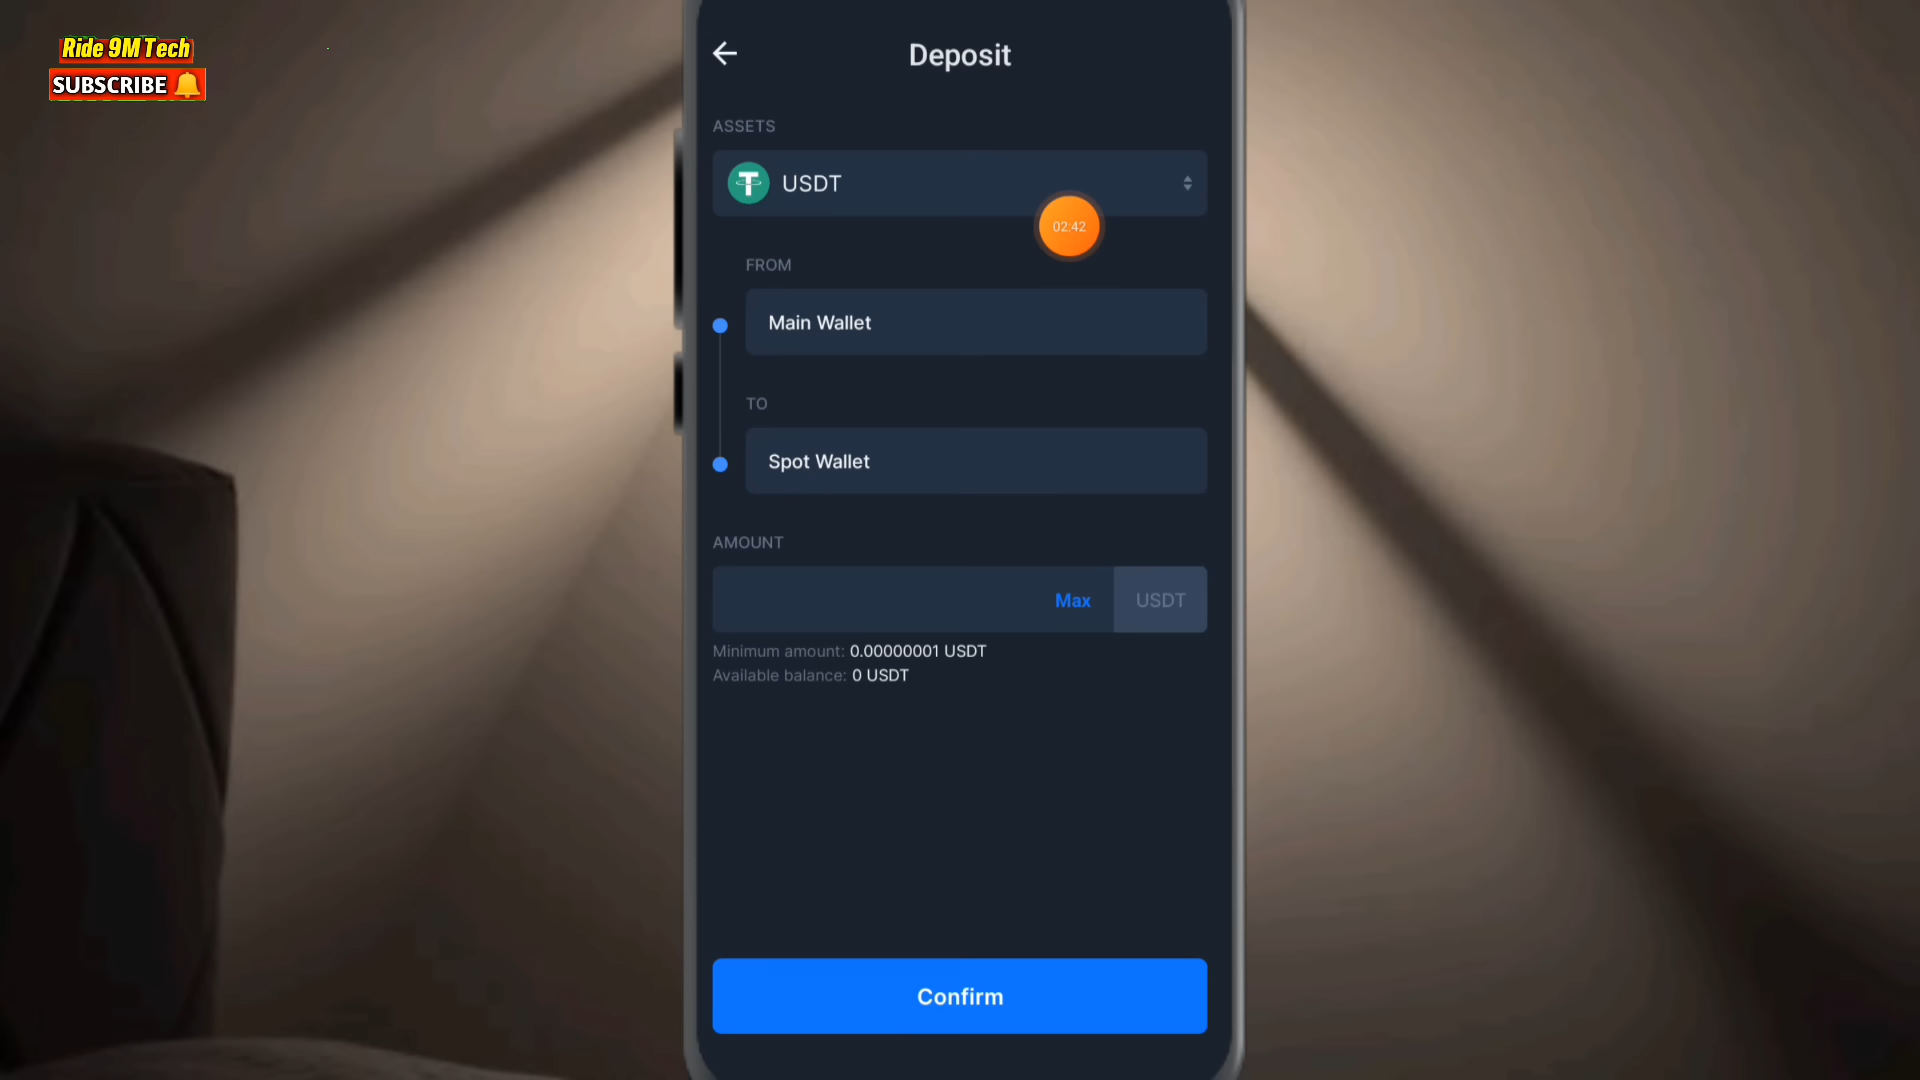 Ride 9M Tech
SUBSCRIBE
Deposit
ASSETS
USDT
02:42
FROM
Main Wallet
TO
Spot Wallet
AMOUNT
Max USDT
Minimum amount: 0.00000001 USDT
Available balance: 0 USDT
Confirm